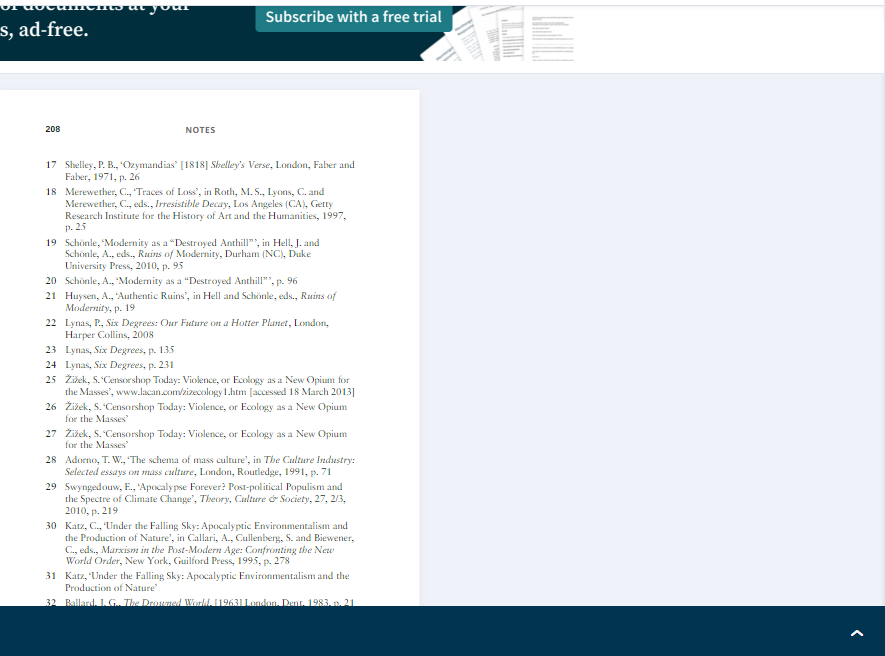 of documents at your
s, ad-free.
Subscribe with a free trial
208
NOTES
17 Shelley, P. B., ‘Ozymandias’ [1818] Shelley’s Verse, London, Faber and
Faber, 1971, p. 26
18 Merewether, C., ‘Traces of Loss’, in Roth, M. S., Lyons, C. and
Merewether, C., eds., Irresistible Decay, Los Angeles (CA), Getty
Research Institute for the History of Art and the Humanities, 1997,
p. 25
19 Schönle, ‘Modernity as a “Destroyed Anthill”’, in Hell, J. and
Schönle, A., eds., Ruins of Modernity, Durham (NC), Duke
University Press, 2010, p. 95
20 Schönle, A., ‘Modernity as a “Destroyed Anthill”’, p. 96
21 Huysen, A., ‘Authentic Ruins’, in Hell and Schönle, eds., Ruins of
Modernity, p. 19
22 Lynas, P., Six Degrees: Our Future on a Hotter Planet, London,
Harper Collins, 2008
23 Lynas, Six Degrees, p. 135
24 Lynas, Six Degrees, p. 231
25 Žižek, S. ‘Censorshop Today: Violence, or Ecology as a New Opium for
the Masses’, www.lacan.com/zizecology1.htm [accessed 18 March 2013]
26 Žižek, S. ‘Censorshop Today: Violence, or Ecology as a New Opium
for the Masses’
27 Žižek, S. ‘Censorshop Today: Violence, or Ecology as a New Opium
for the Masses’
28 Adorno, T. W., ‘The schema of mass culture’, in The Culture Industry:
Selected essays on mass culture, London, Routledge, 1991, p. 71
29 Swyngedouw, E., ‘Apocalypse Forever? Post-political Populism and
the Spectre of Climate Change’, Theory, Culture & Society, 27, 2/3,
2010, p. 219
30 Katz, C., ‘Under the Falling Sky: Apocalyptic Environmentalism and
the Production of Nature’, in Callari, A., Cullenberg, S. and Biewener,
C., eds., Marxism in the Post-Modern Age: Confronting the New
World Order, New York, Guilford Press, 1995, p. 278
31 Katz, ‘Under the Falling Sky: Apocalyptic Environmentalism and the
Production of Nature’
32 Ballard, J. G., The Drowned World, [1963] London, Dent, 1983, p. 21